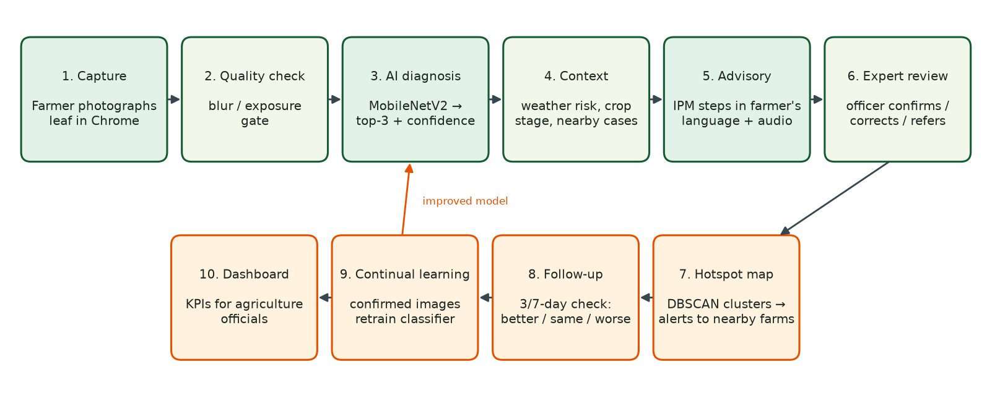 1. Capture
Farmer photographs
leaf in Chrome
2. Quality check
blur / exposure
gate
3. AI diagnosis
MobileNetV2 →
top-3 + confidence
4. Context
weather risk, crop
stage, nearby cases
5. Advisory
IPM steps in farmer's
language + audio
6. Expert review
officer confirms /
corrects / refers
improved model
10. Dashboard
KPIs for agriculture
officials
9. Continual learning
confirmed images
retrain classifier
8. Follow-up
3/7-day check:
better / same / worse
7. Hotspot map
DBSCAN clusters →
alerts to nearby farms